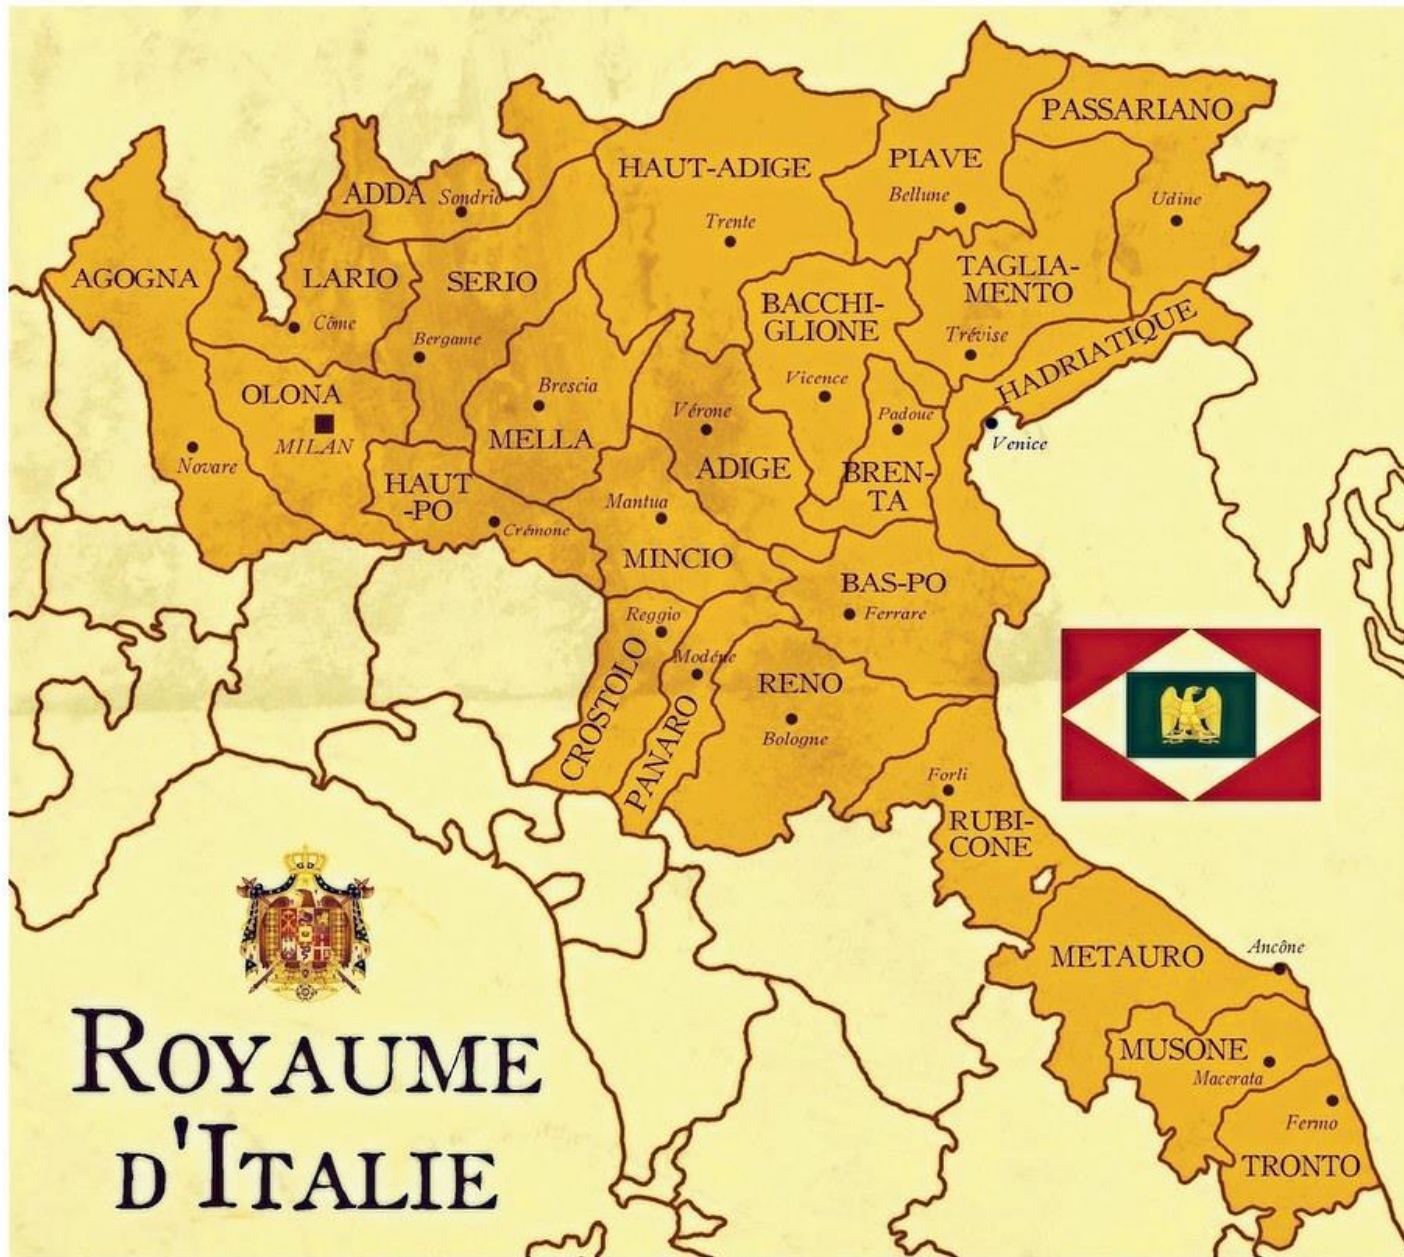 PASSARIANO
HAUT-ADIGE
PIAVE
Bellune
ADDA
Sondrio
Udine
Trente
AGOGNA
LARIO
SERIO
TAGLIA-
MENTO
BACCHI-
GLIONE
Côme
Bergame
Trévise
HADRIATIQUE
OLONA
MILAN
Brescia
Vicence
Vérone
Padoue
Venice
MELLA
Novare
ADIGE
BREN-
TA
HAUT
-PO
Crémone
Mantua
MINCIO
BAS-PO
Ferrare
Reggio
CROSTOLO
Modéne
PANARO
RENO
Bologne
Forli
RUBI-
CONE
METAURO
Ancône
MUSONE
Macerata
Fermo
TRONTO
ROYAUME
D'ITALIE